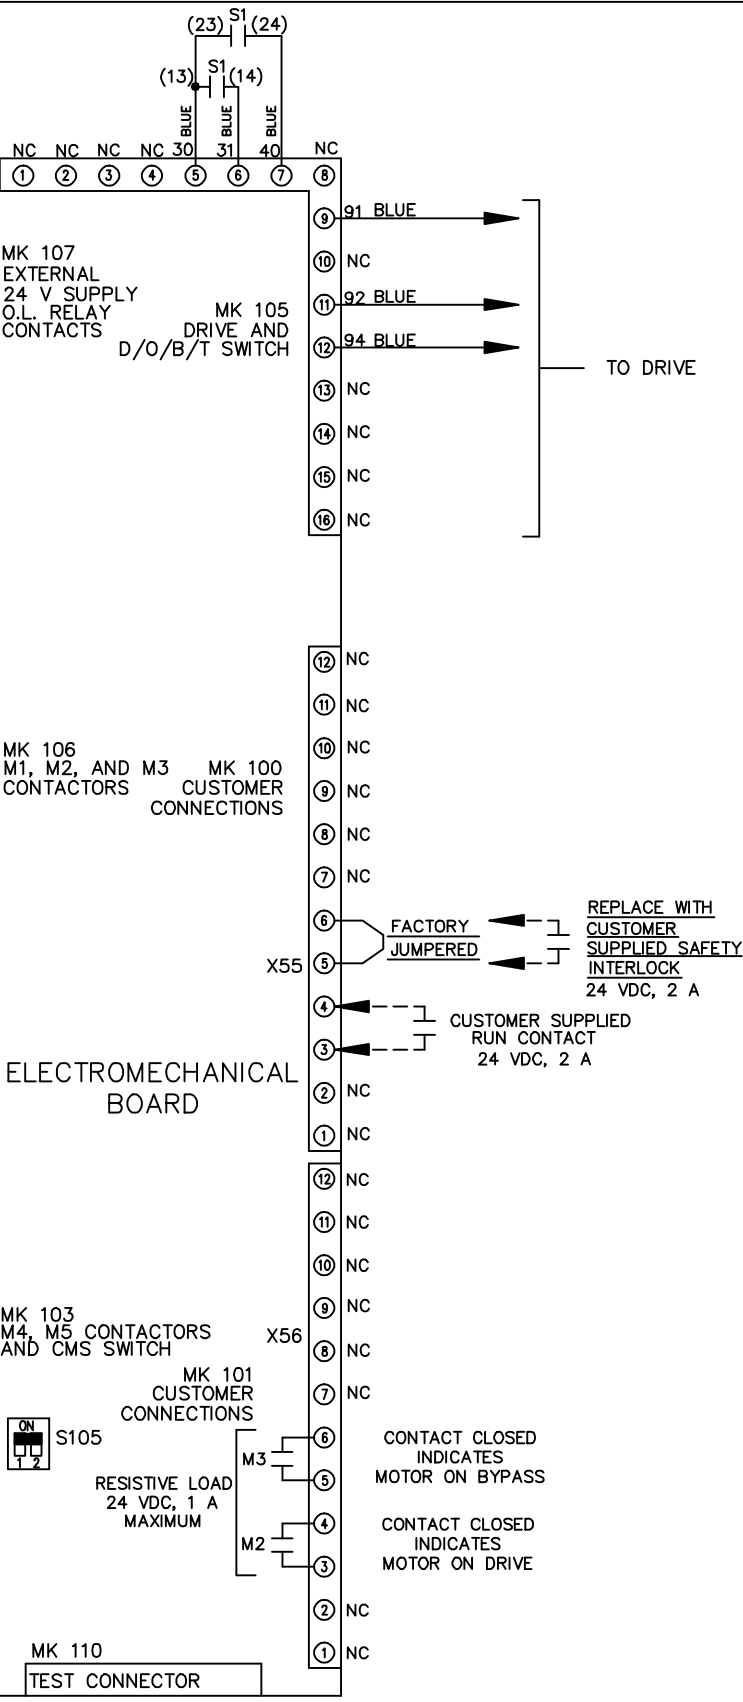 S1
(23) (24)
S1
(13) (14)
BLUE BLUE BLUE
NC NC NC NC 30 31 40 NC
1 2 3 4 5 6 7 8
9 91 BLUE
MK 107
EXTERNAL
24 V SUPPLY
O.L. RELAY
CONTACTS
10 NC
MK 105
DRIVE AND
D/O/B/T SWITCH
11 92 BLUE
12 94 BLUE
TO DRIVE
13 NC
14 NC
15 NC
16 NC
12 NC
11 NC
10 NC
MK 106
M1, M2, AND M3
CONTACTORS
MK 100
CUSTOMER
CONNECTIONS
9 NC
8 NC
7 NC
6
FACTORY
JUMPERED
REPLACE WITH
CUSTOMER
SUPPLIED SAFETY
INTERLOCK
24 VDC, 2 A
X55
5
4
CUSTOMER SUPPLIED
RUN CONTACT
24 VDC, 2 A
3
ELECTROMECHANICAL
BOARD
2 NC
1 NC
12 NC
11 NC
10 NC
9 NC
MK 103
M4, M5 CONTACTORS
AND CMS SWITCH
X56
8 NC
MK 101
CUSTOMER
CONNECTIONS
7 NC
ON
1 2
S105
6
M3
5
CONTACT CLOSED
INDICATES
MOTOR ON BYPASS
RESISTIVE LOAD
24 VDC, 1 A
MAXIMUM
4
M2
3
CONTACT CLOSED
INDICATES
MOTOR ON DRIVE
2 NC
1 NC
MK 110
TEST CONNECTOR